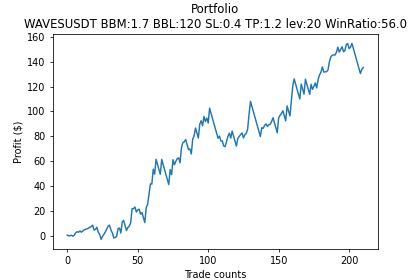 Portfolio
WAVESUSDT BBM:1.7 BBL:120 SL:0.4 TP:1.2 lev:20 WinRatio:56.0
160
140
120
100
80
60
40
20
0
Profit ($)
0 50 100 150 200
Trade counts